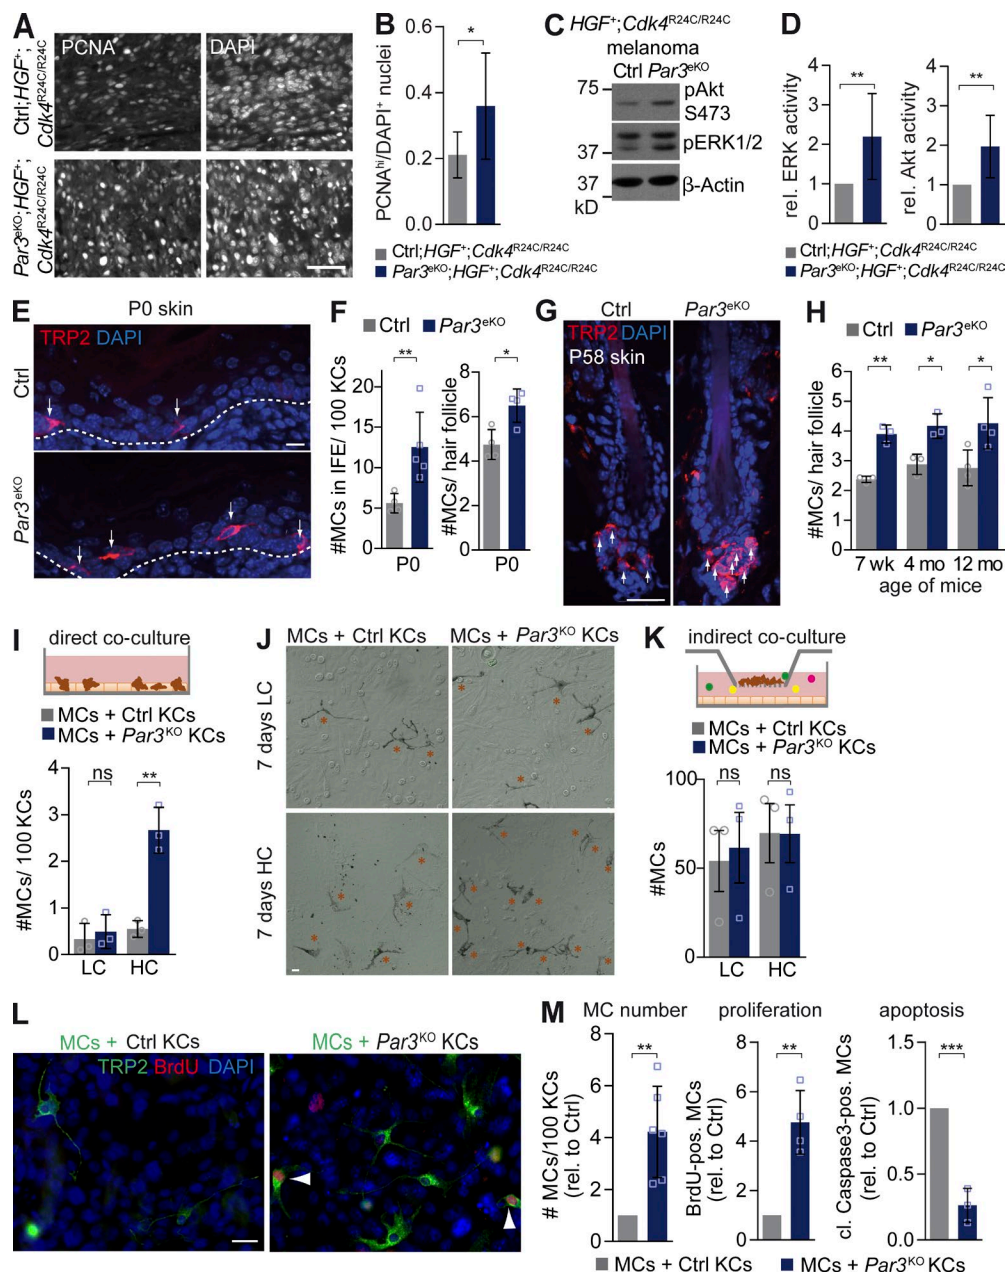 A
PCNA
DAPI
Ctrl;HGF⁺;
Cdk4ᴿ²⁴ᶜ/ᴿ²⁴ᶜ
Par3ᵉᴷᴼ;HGF⁺;
Cdk4ᴿ²⁴ᶜ/ᴿ²⁴ᶜ
B
PCNAʰⁱ/DAPI⁺ nuclei
0.6
0.4
0.2
0.0
*
Ctrl;HGF⁺;Cdk4ᴿ²⁴ᶜ/ᴿ²⁴ᶜ
Par3ᵉᴷᴼ;HGF⁺;Cdk4ᴿ²⁴ᶜ/ᴿ²⁴ᶜ
C
HGF⁺;Cdk4ᴿ²⁴ᶜ/ᴿ²⁴ᶜ
melanoma
Ctrl Par3ᵉᴷᴼ
75
pAkt
S473
37
pERK1/2
37
β-Actin
kD
D
rel. ERK activity
4
3
2
1
0
**
rel. Akt activity
4
3
2
1
0
**
Ctrl;HGF⁺;Cdk4ᴿ²⁴ᶜ/ᴿ²⁴ᶜ
Par3ᵉᴷᴼ;HGF⁺;Cdk4ᴿ²⁴ᶜ/ᴿ²⁴ᶜ
E
P0 skin
TRP2 DAPI
Ctrl
Par3ᵉᴷᴼ
F
Ctrl Par3ᵉᴷᴼ
#MCs in IFE/ 100 KCs
20
15
10
5
0
**
P0
#MCs/ hair follicle
8
6
4
2
0
*
P0
G
Ctrl
Par3ᵉᴷᴼ
TRP2 DAPI
P58 skin
H
Ctrl Par3ᵉᴷᴼ
#MCs/ hair follicle
6
5
4
3
2
1
0
** * *
7 wk 4 mo 12 mo
age of mice
I
direct co-culture
MCs + Ctrl KCs
MCs + Par3ᴷᴼ KCs
#MCs/ 100 KCs
4
3
2
1
0
ns **
LC HC
J
MCs + Ctrl KCs
MCs + Par3ᴷᴼ KCs
7 days LC
7 days HC
K
indirect co-culture
MCs + Ctrl KCs
MCs + Par3ᴷᴼ KCs
#MCs
100
50
0
ns ns
LC HC
L
MCs + Ctrl KCs
MCs + Par3ᴷᴼ KCs
TRP2 BrdU DAPI
M
MC number
# MCs/100 KCs
(rel. to Ctrl)
8
6
4
2
0
**
proliferation
BrdU-pos. MCs
(rel. to Ctrl)
8
6
4
2
0
**
apoptosis
cl. Caspase3-pos. MCs
(rel. to Ctrl)
1.5
1.0
0.5
0.0
***
MCs + Ctrl KCs
MCs + Par3ᴷᴼ KCs